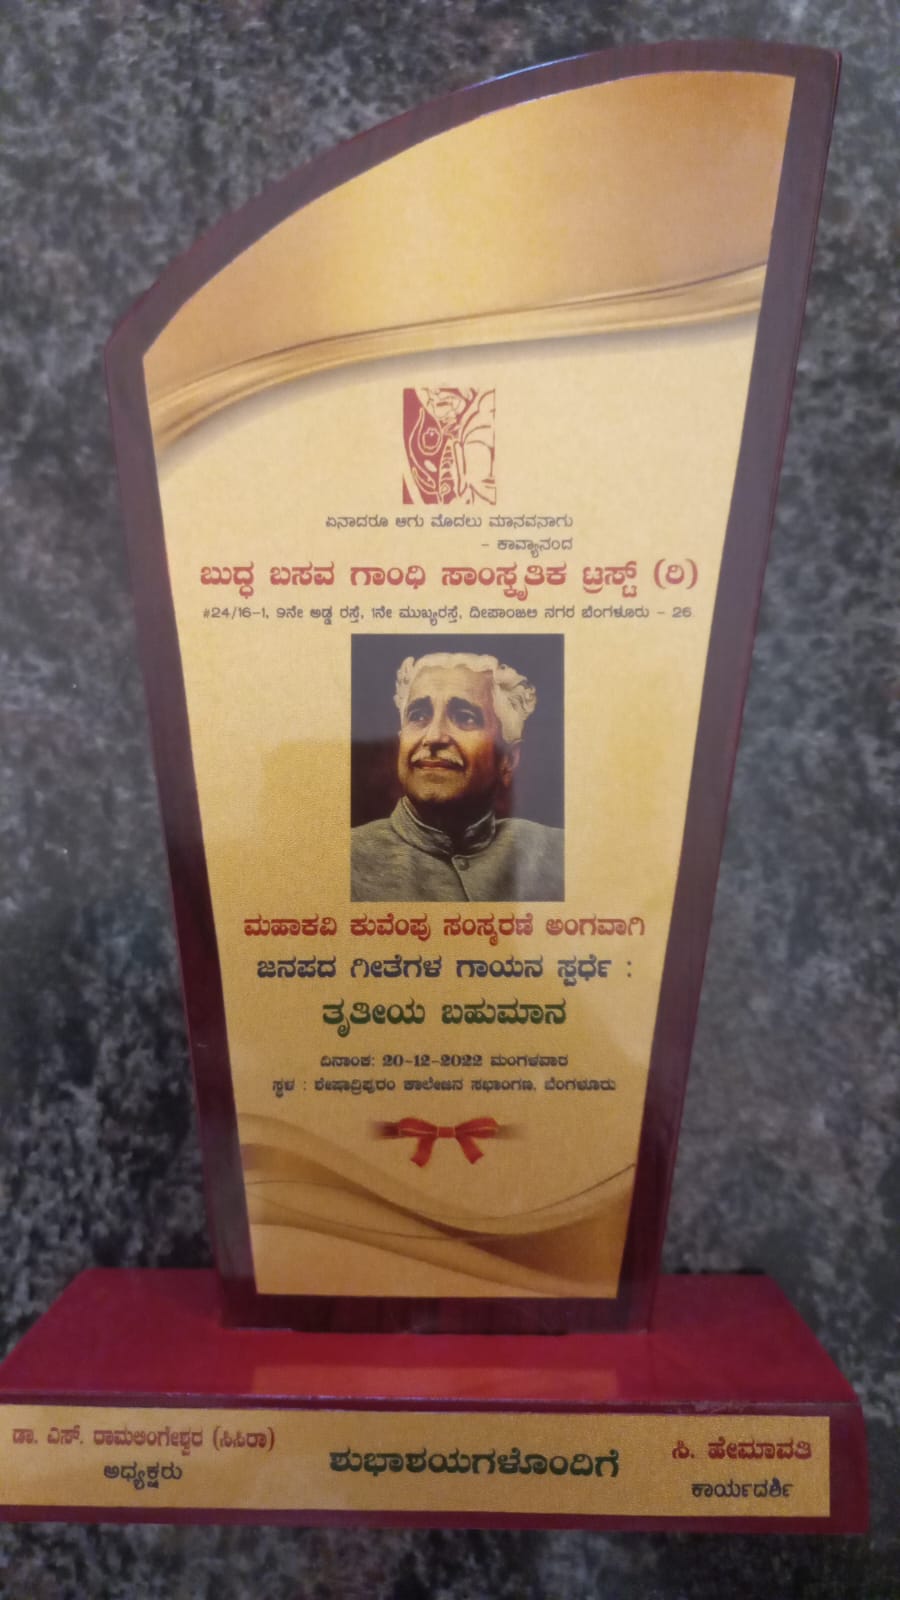 ಏನಾದರೂ ಆಗು ಮೊದಲು ಮಾನವನಾಗು
- ಕಾವ್ಯಾನಂದ
ಬುದ್ಧ ಬಸವ ಗಾಂಧಿ ಸಾಂಸ್ಕೃತಿಕ ಟ್ರಸ್ಟ್ (ರಿ)
#24/16-1, 9ನೇ ಅಡ್ಡ ರಸ್ತೆ, 1ನೇ ಮುಖ್ಯರಸ್ತೆ, ದೀಪಾಂಜಲಿ ನಗರ ಬೆಂಗಳೂರು - 26.
ಮಹಾಕವಿ ಕುವೆಂಪು ಸಂಸ್ಮರಣೆ ಅಂಗವಾಗಿ
ಜನಪದ ಗೀತೆಗಳ ಗಾಯನ ಸ್ಪರ್ಧೆ :
ತೃತೀಯ ಬಹುಮಾನ
ದಿನಾಂಕ: 20-12-2022 ಮಂಗಳವಾರ
ಸ್ಥಳ : ಶೇಷಾದ್ರಿಪುರಂ ಕಾಲೇಜಿನ ಸಭಾಂಗಣ, ಬೆಂಗಳೂರು
ಡಾ. ಎಸ್. ರಾಮಲಿಂಗೇಶ್ವರ (ಸಿಸಿರಾ)
ಅಧ್ಯಕ್ಷರು
ಶುಭಾಶಯಗಳೊಂದಿಗೆ
ಸಿ. ಹೇಮಾವತಿ
ಕಾರ್ಯದರ್ಶಿ